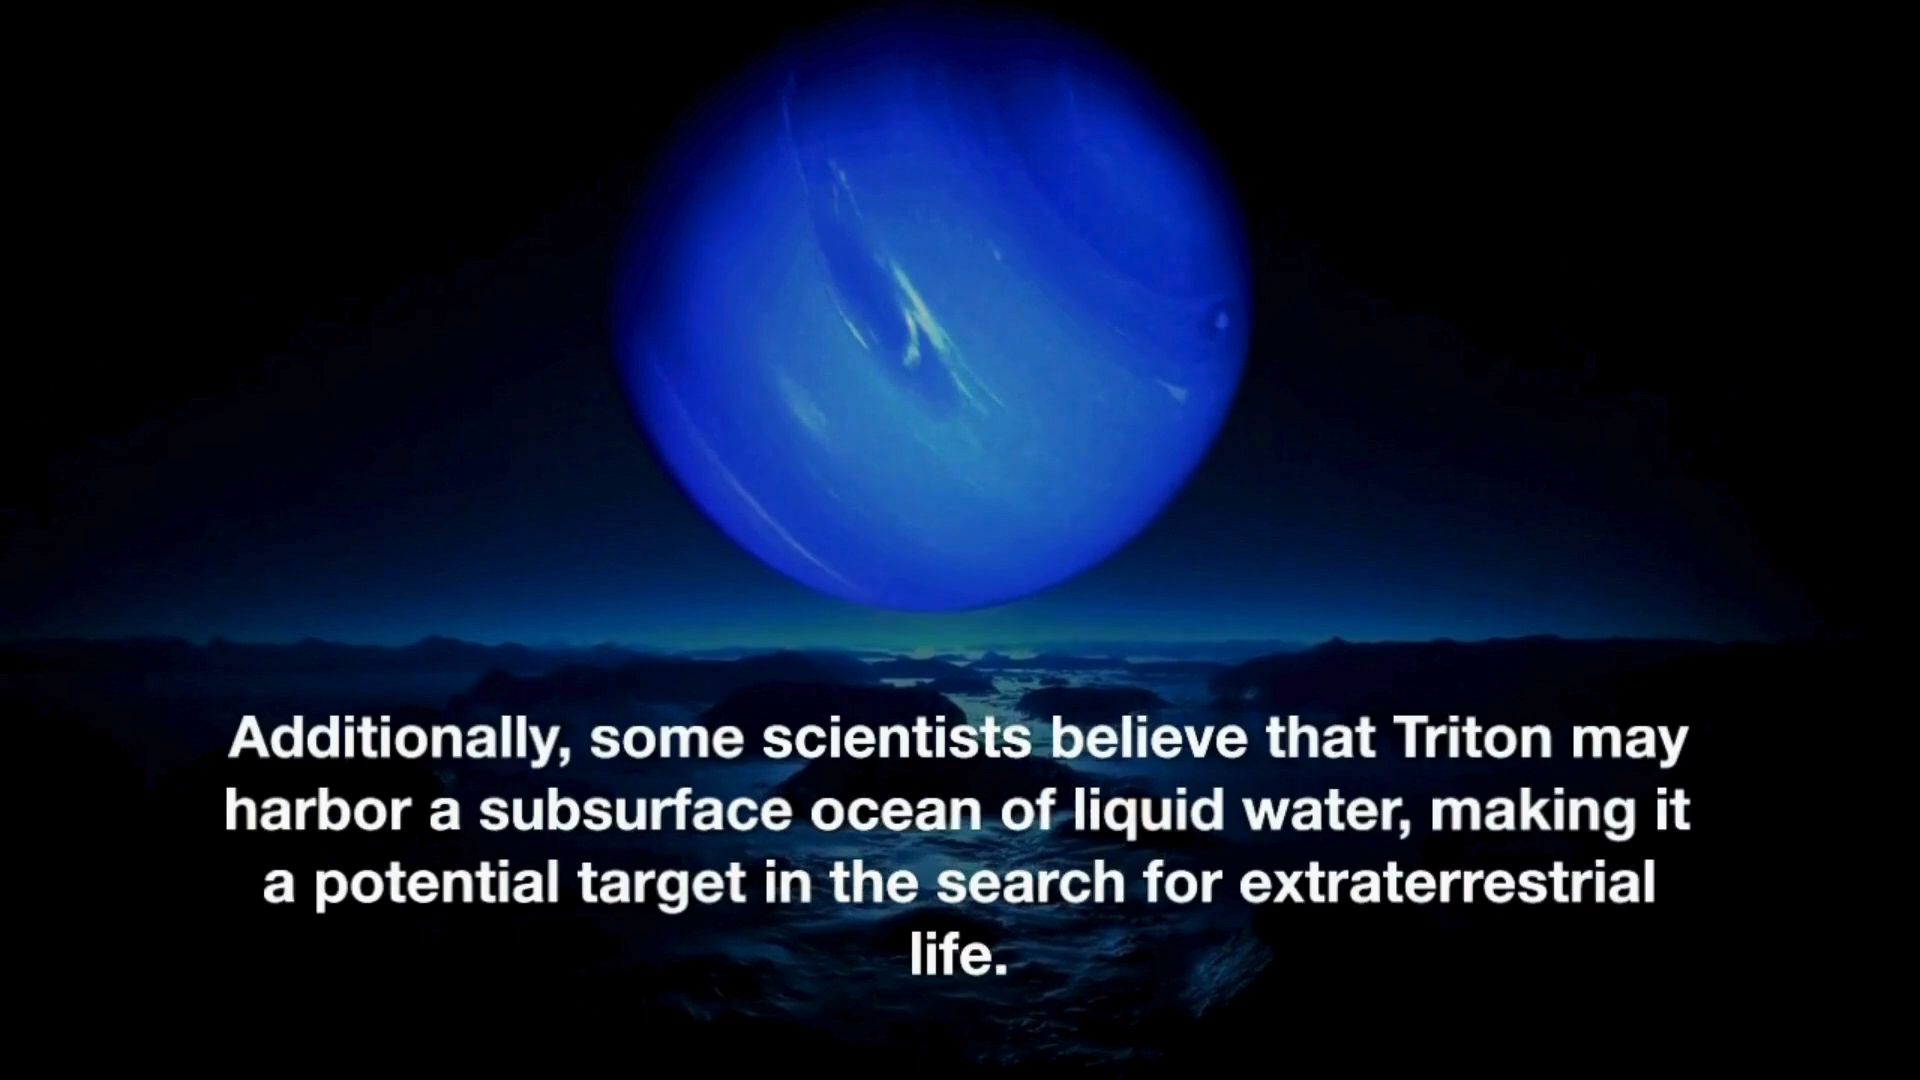 Additionally, some scientists believe that Triton may
harbor a subsurface ocean of liquid water, making it
a potential target in the search for extraterrestrial
life.